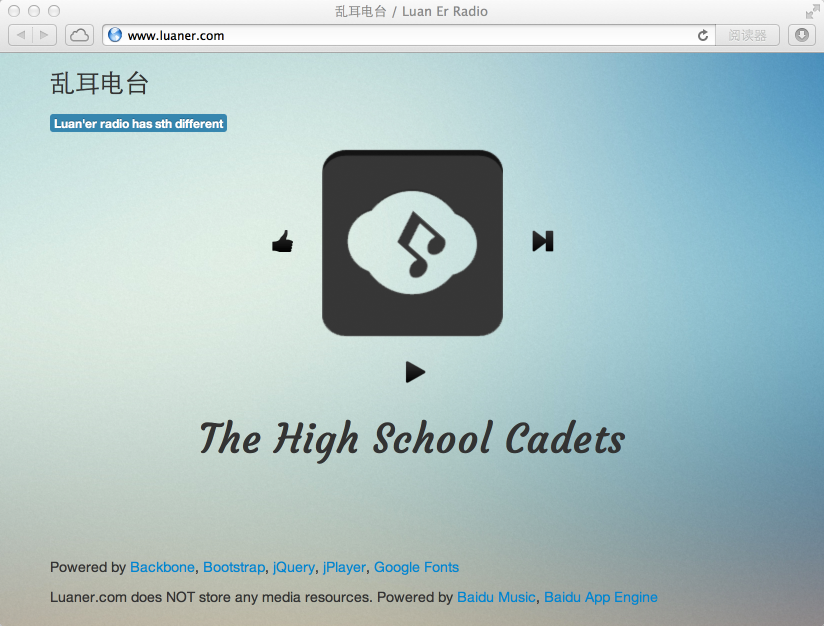 乱耳电台 / Luan Er Radio
www.luaner.com
阅读器
乱耳电台
Luan'er radio has sth different
The High School Cadets
Powered by Backbone, Bootstrap, jQuery, jPlayer, Google Fonts
Luaner.com does NOT store any media resources. Powered by Baidu Music, Baidu App Engine